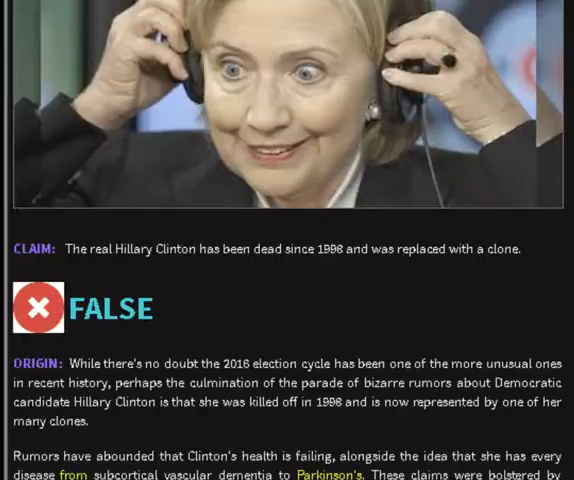 CLAIM: The real Hillary Clinton has been dead since 1998 and was replaced with a clone.
FALSE
ORIGIN: While there's no doubt the 2016 election cycle has been one of the more unusual ones
in recent history, perhaps the culmination of the parade of bizarre rumors about Democratic
candidate Hillary Clinton is that she was killed off in 1998 and is now represented by one of her
many clones.
Rumors have abounded that Clinton's health is failing, alongside the idea that she has every
disease from subcortical vascular dementia to Parkinson's. These claims were bolstered by